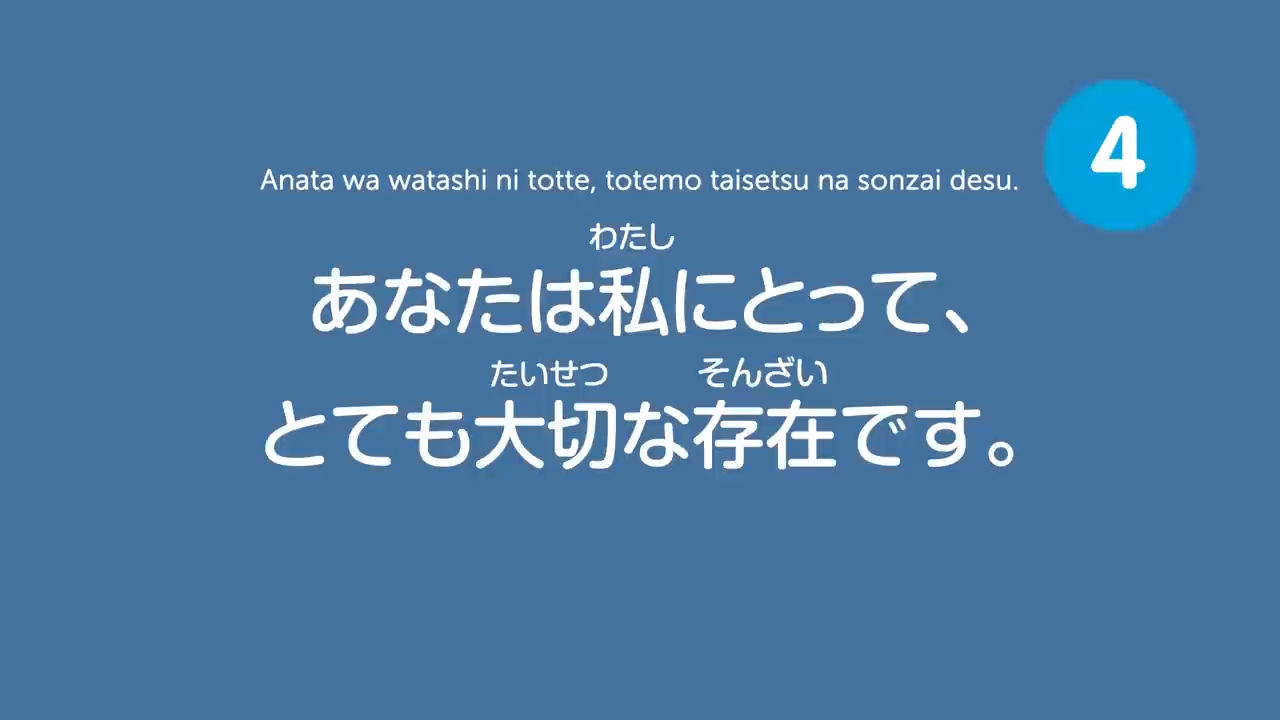 4
Anata wa watashi ni totte, totemo taisetsu na sonzai desu.
わたし
あなたは私にとって、
たいせつ そんざい
とても大切な存在です。